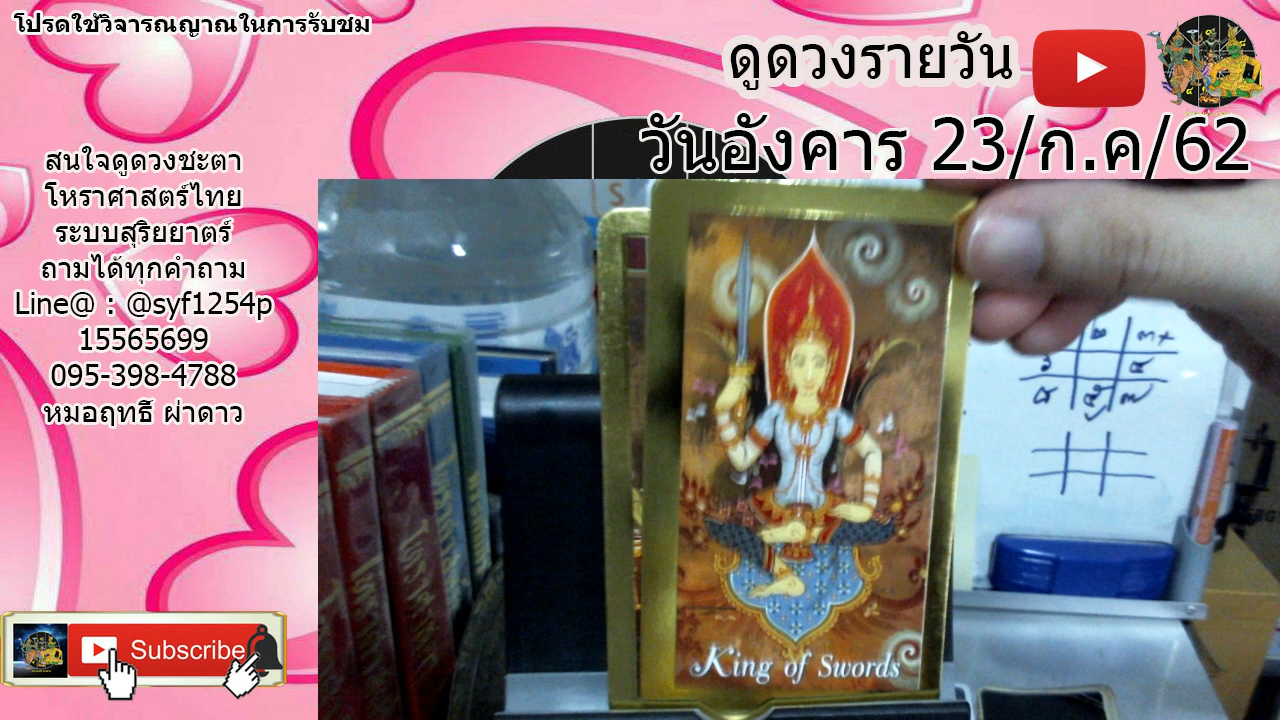 โปรดใช้วิจารณญาณในการรับชม
ดูดวงรายวัน
วันอังคาร 23/ก.ค/62
สนใจดูดวงชะตา
โหราศาสตร์ไทย
ระบบสุริยยาตร์
ถามได้ทุกคำถาม
Line@ : @syf1254p
15565699
095-398-4788
หมอฤทธิ์ ผ่าดาว
Subscribe
King of Swords